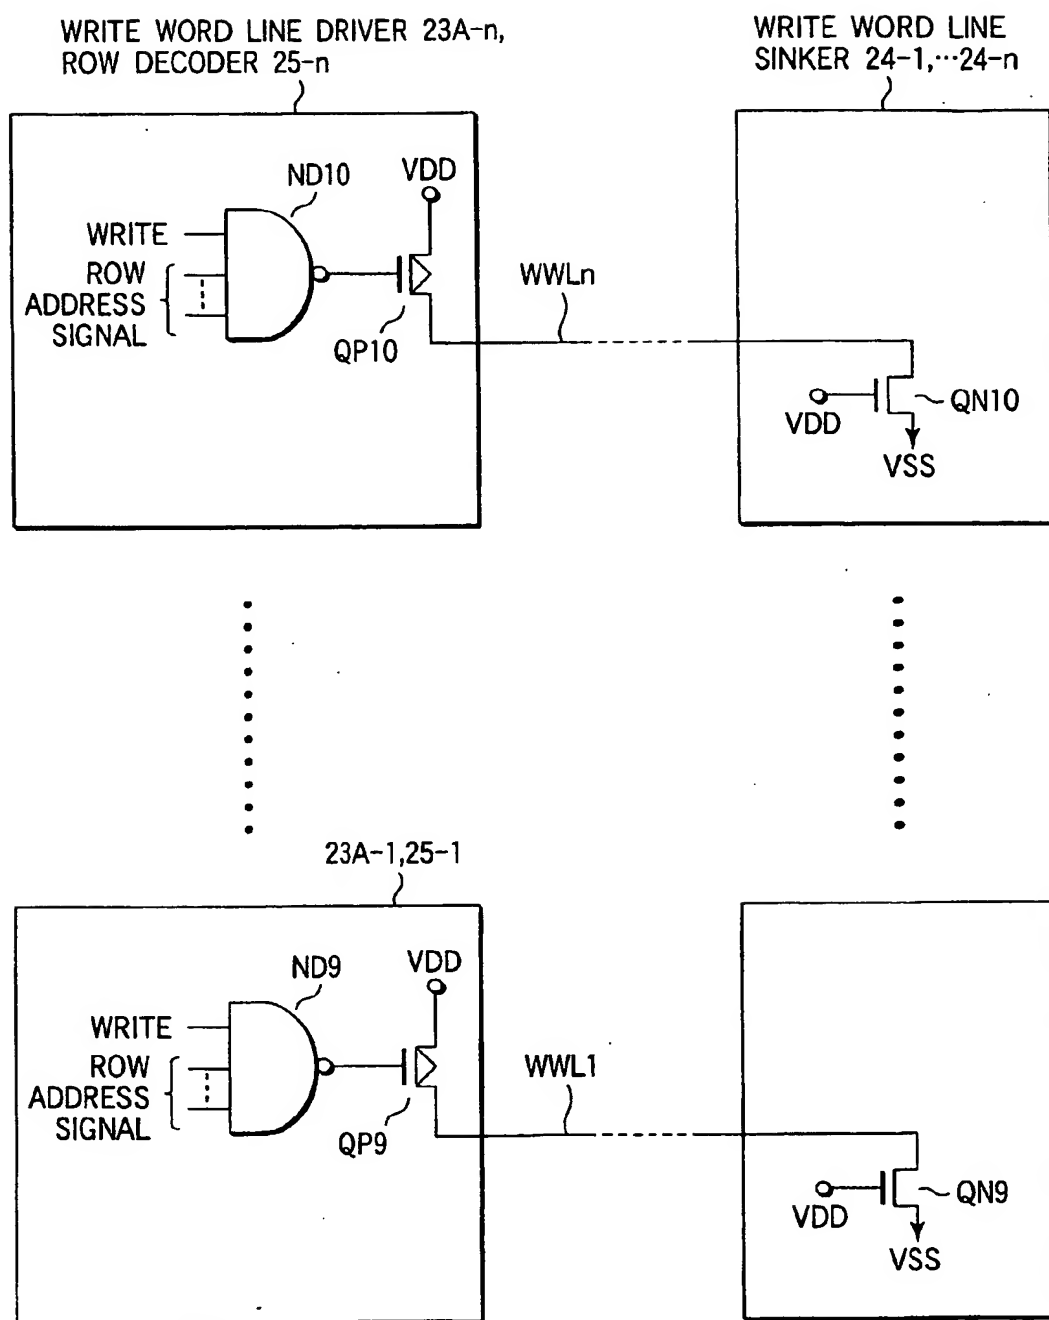 WRITE WORD LINE DRIVER 23A-n,
ROW DECODER 25-n
WRITE WORD LINE
SINKER 24-1,···24-n
ND10
VDD
WRITE
ROW
ADDRESS
SIGNAL
QP10
WWLn
VDD
QN10
VSS
23A-1,25-1
ND9
VDD
WRITE
ROW
ADDRESS
SIGNAL
QP9
WWL1
VDD
QN9
VSS